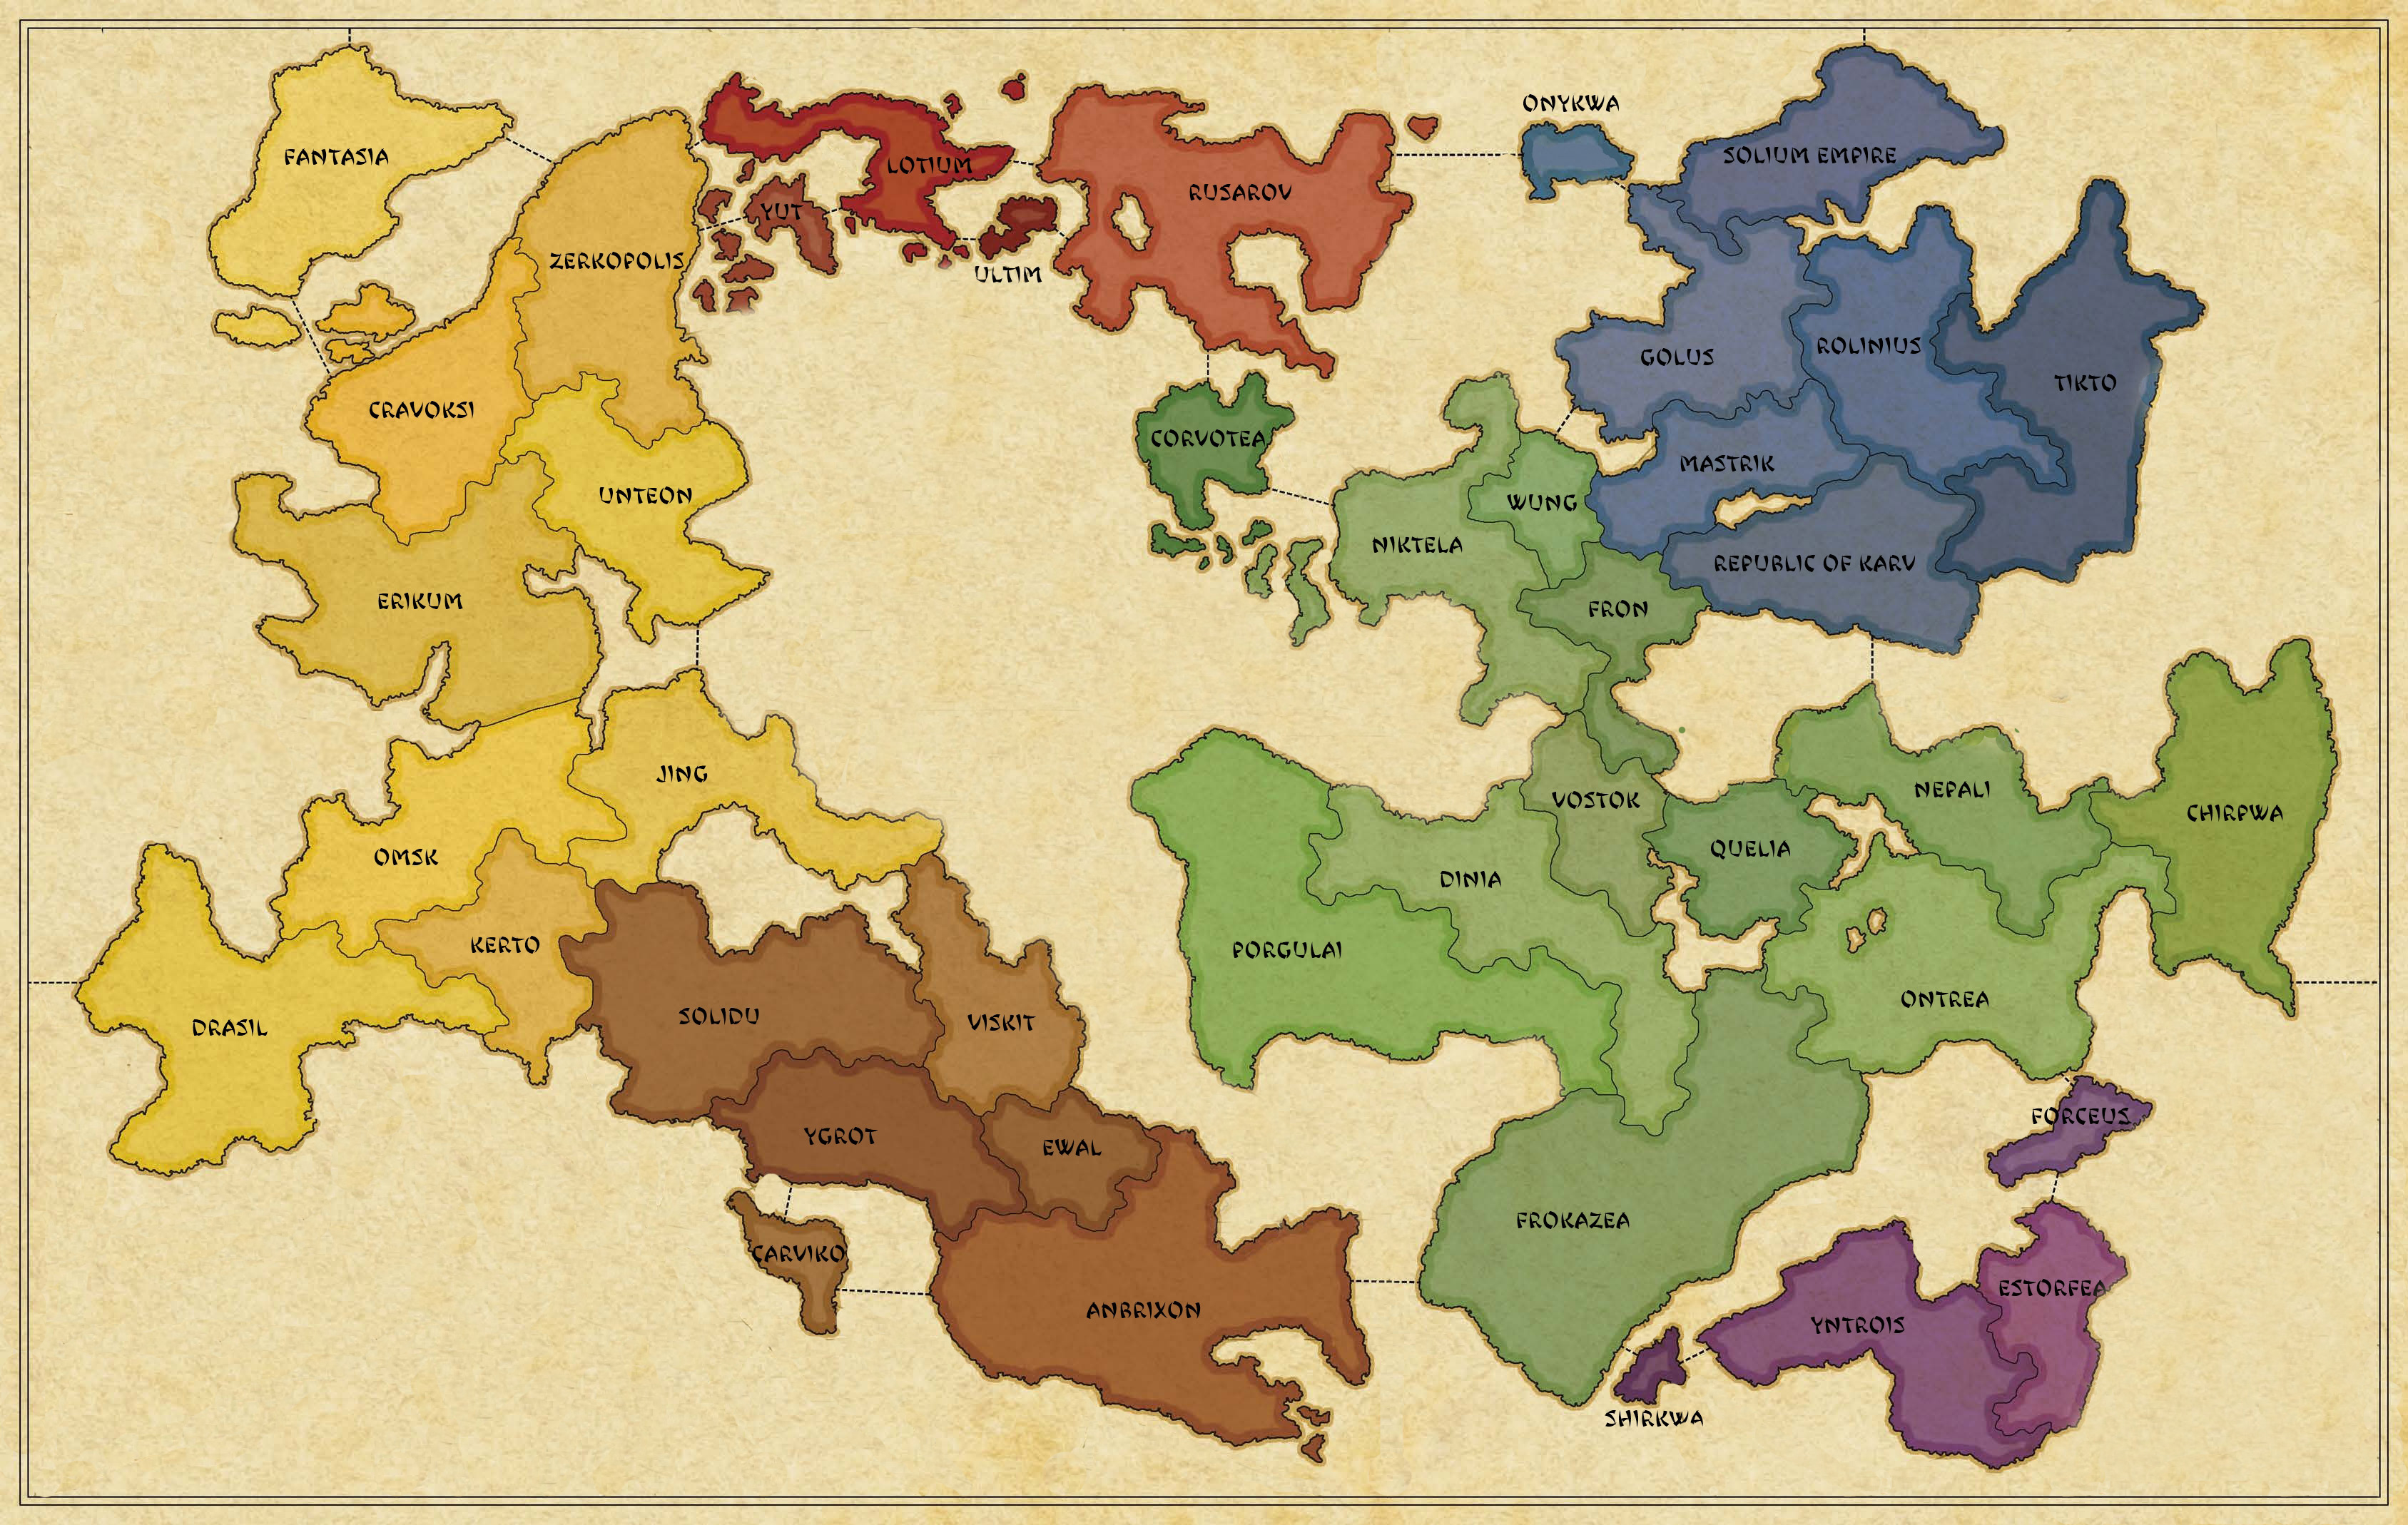 ONYKWA
FANTASIA
LOTIUM
SOLIUM EMPIRE
RUSAROV
YUT
ZERKOPOLIS
ULTIM
GOLUS
ROLINIUS
TIKTO
CRAVOKSI
CORVOTEA
MASTRIK
UNTEON
WUNG
NIKTELA
REPUBLIC OF KARV
ERIKUM
FRON
JING
VOSTOK
NEPALI
CHIRPWA
OMSK
QUELIA
DINIA
KERTO
PORGULAI
ONTREA
DRASIL
SOLIDU
VISKIT
FORCEUS
YGROT
EWAL
FROKAZEA
CARVIKO
ESTORFEA
ANBRIXON
YNTROIS
SHIRKWA